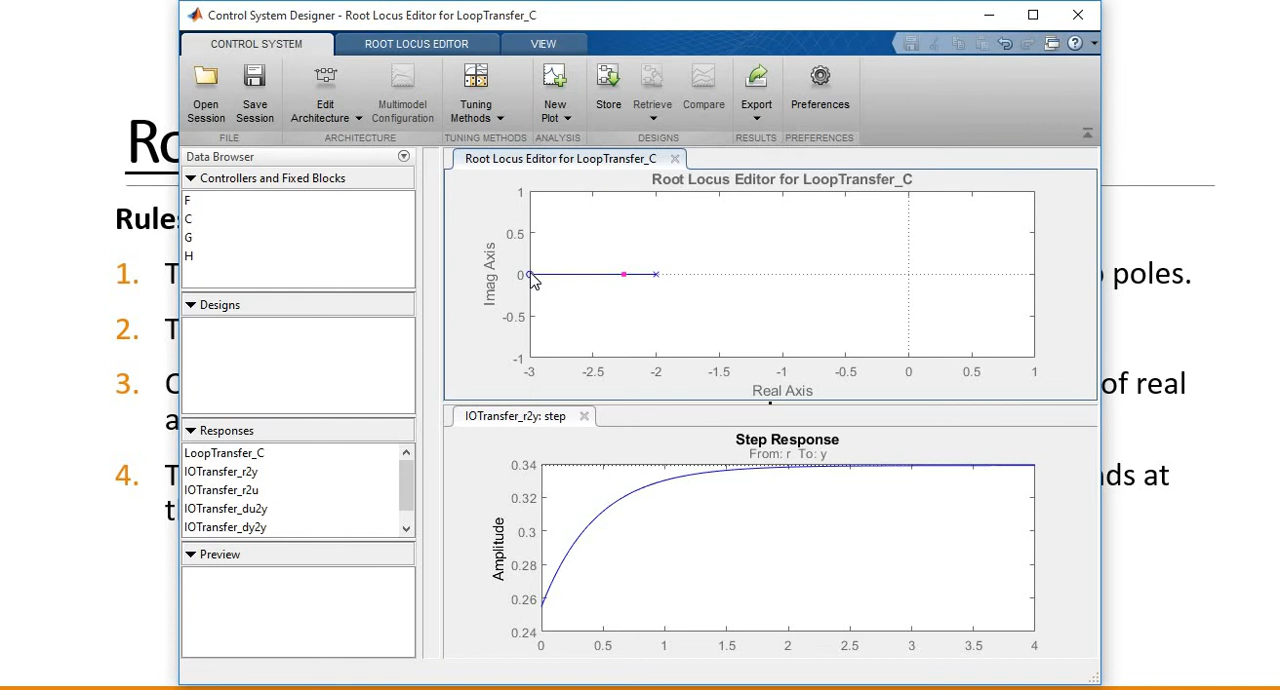 Control System Designer - Root Locus Editor for LoopTransfer_C
CONTROL SYSTEM
ROOT LOCUS EDITOR
VIEW
Open Session
Save Session
Edit Architecture
Multimodel Configuration
Tuning Methods
New Plot
Store
Retrieve
Compare
Export
Preferences
FILE
ARCHITECTURE
TUNING METHODS
ANALYSIS
DESIGNS
RESULTS
PREFERENCES
Data Browser
Controllers and Fixed Blocks
F
C
G
H
Designs
Responses
LoopTransfer_C
IOTransfer_r2y
IOTransfer_r2u
IOTransfer_du2y
IOTransfer_dy2y
Preview
Root Locus Editor for LoopTransfer_C
Root Locus Editor for LoopTransfer_C
1
0.5
0
-0.5
-1
Imag Axis
-3 -2.5 -2 -1.5 -1 -0.5 0 0.5 1
Real Axis
IOTransfer_r2y: step
Step Response
From: r To: y
0.34
0.32
0.3
0.28
0.26
0.24
Amplitude
0 0.5 1 1.5 2 2.5 3 3.5 4
Ro
Rules
1. T
poles.
2. T
3.
of real
a
4. T
at
t